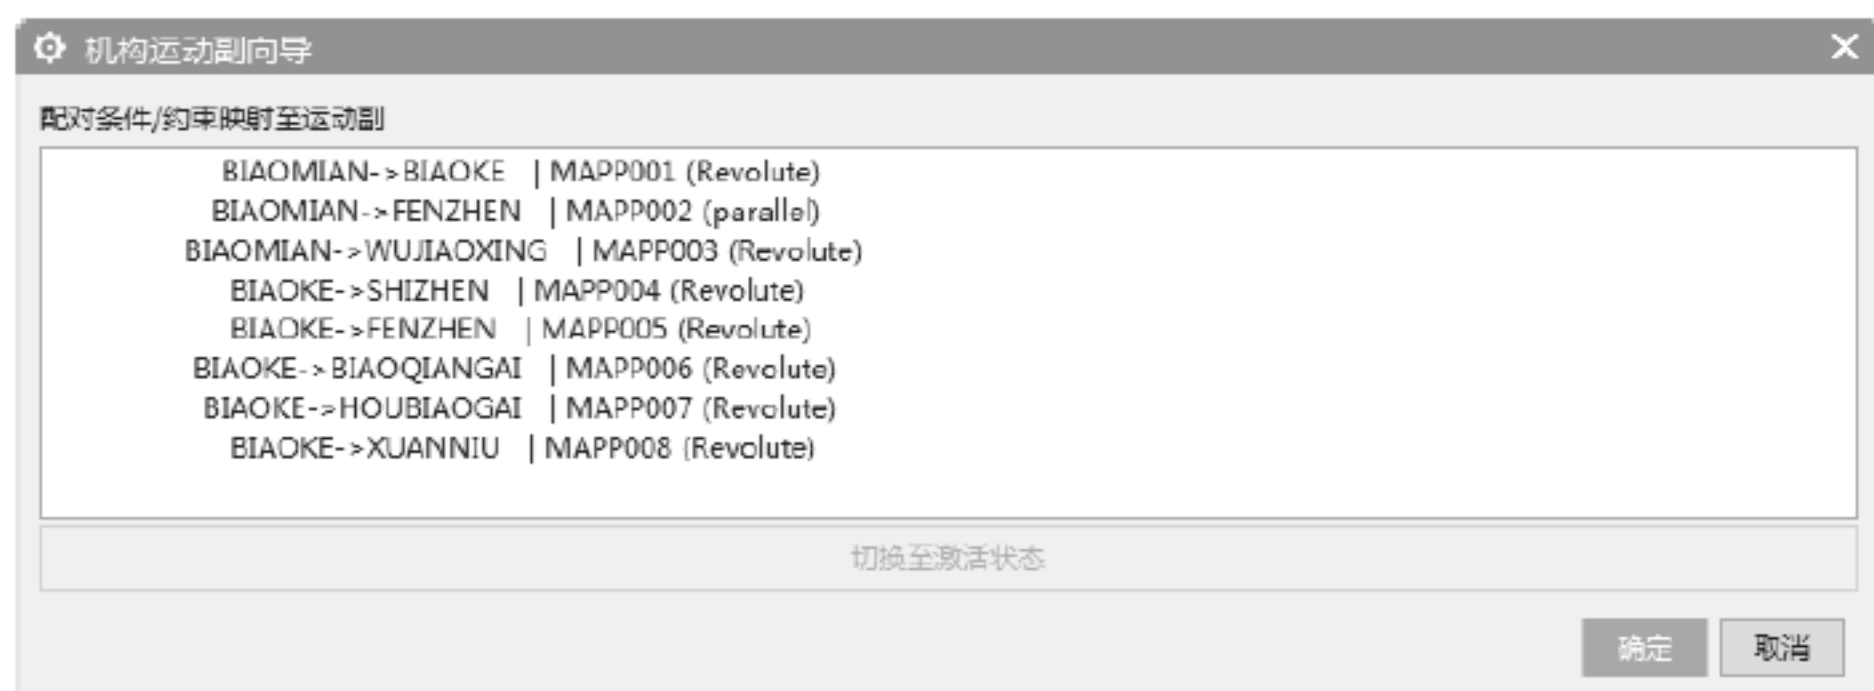 机构运动副向导
配对条件/约束映射至运动副
BIAOMIAN->BIAOKE | MAPP001 (Revolute)
BIAOMIAN->FENZHEN | MAPP002 (parallel)
BIAOMIAN->WUJIAOXING | MAPP003 (Revolute)
BIAOKE->SHIZHEN | MAPP004 (Revolute)
BIAOKE->FENZHEN | MAPP005 (Revolute)
BIAOKE->BIAOQIANGAI | MAPP006 (Revolute)
BIAOKE->HOUBIAOGAI | MAPP007 (Revolute)
BIAOKE->XUANNIU | MAPP008 (Revolute)
切换至激活状态
确定 取消